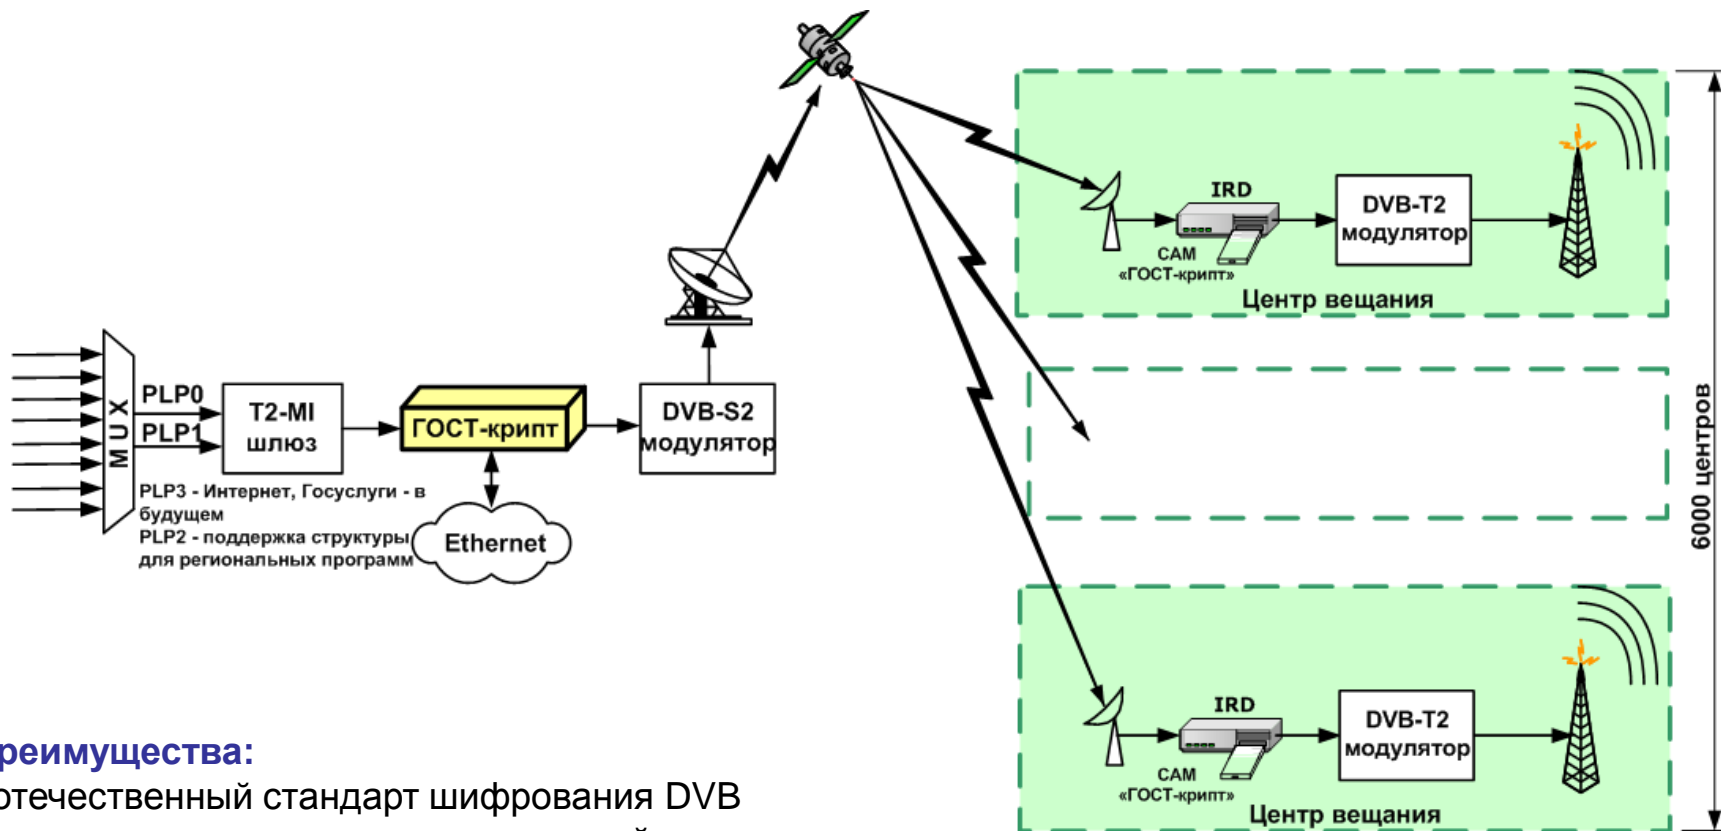 MUX
PLP0
PLP1
T2-MI
шлюз
ГОСТ-крипт
DVB-S2
модулятор
PLP3 - Интернет, Госуслуги - в
будущем
PLP2 - поддержка структуры
для региональных программ
Ethernet
IRD
CAM
«ГОСТ-крипт»
DVB-T2
модулятор
Центр вещания
6000 центров
IRD
CAM
«ГОСТ-крипт»
DVB-T2
модулятор
Центр вещания
реимущества:
отечественный стандарт шифрования DVB